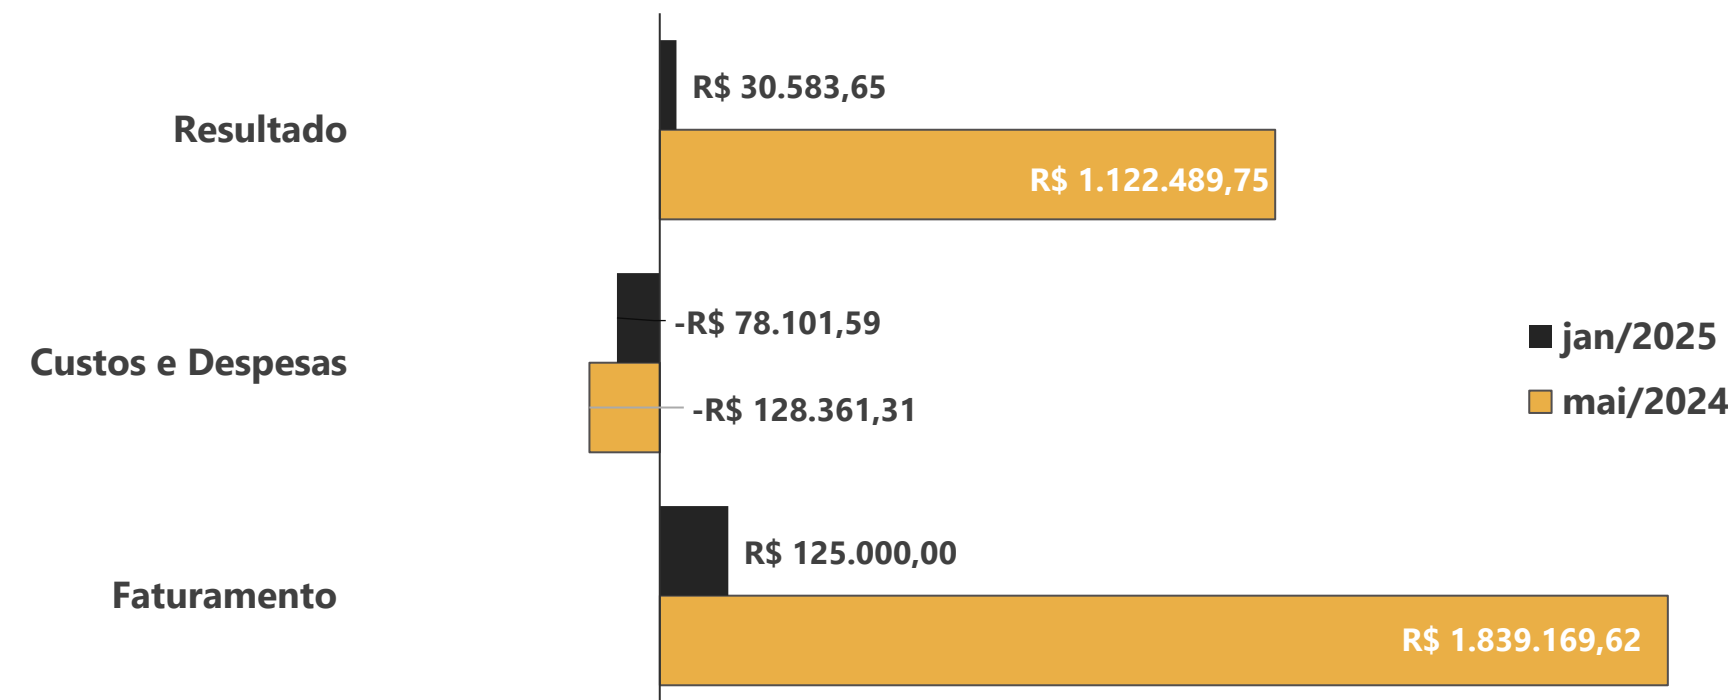 R$ 30.583,65
Resultado
R$ 1.122.489,75
-R$ 78.101,59
Custos e Despesas
-R$ 128.361,31
jan/2025
mai/2024
R$ 125.000,00
Faturamento
R$ 1.839.169,62